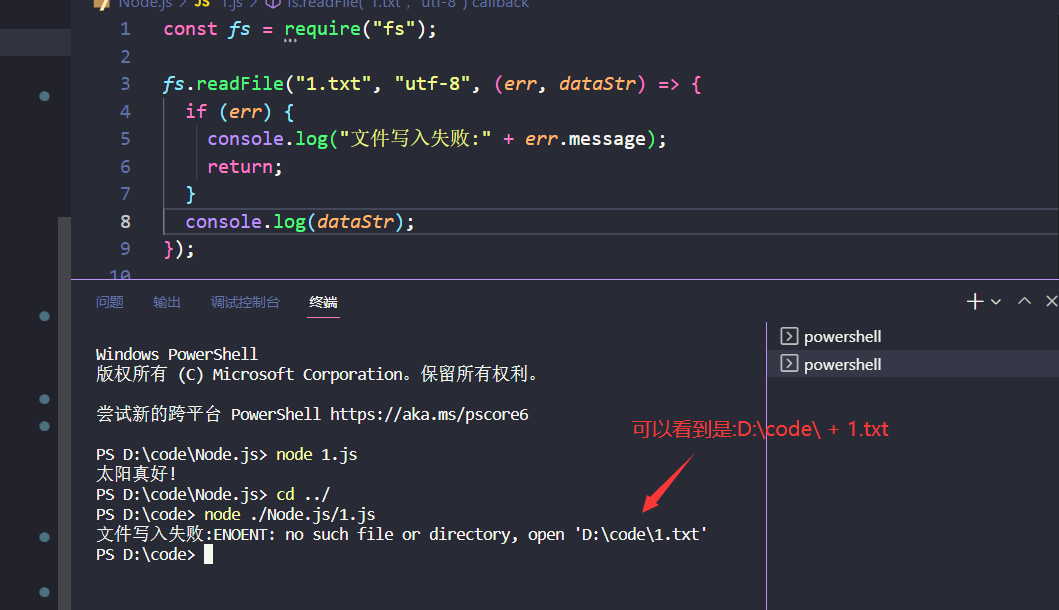 Node.js > JS 1.js > fs.readFile("1.txt", "utf-8") callback
1 const fs = require("fs");
2
3 fs.readFile("1.txt", "utf-8", (err, dataStr) => {
4 if (err) {
5 console.log("文件写入失败:" + err.message);
6 return;
7 }
8 console.log(dataStr);
9 });
10
问题 输出 调试控制台 终端
powershell
powershell
Windows PowerShell
版权所有 (C) Microsoft Corporation。保留所有权利。
尝试新的跨平台 PowerShell https://aka.ms/pscore6
可以看到是:D:\code\ + 1.txt
PS D:\code\Node.js> node 1.js
太阳真好!
PS D:\code\Node.js> cd ../
PS D:\code> node ./Node.js/1.js
文件写入失败:ENOENT: no such file or directory, open 'D:\code\1.txt'
PS D:\code>